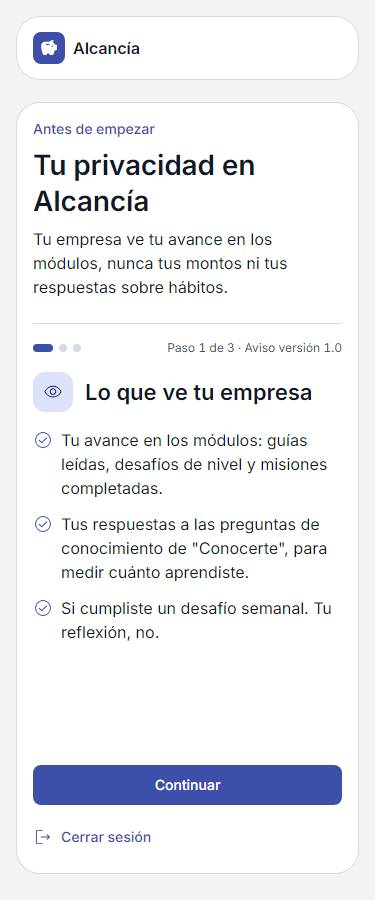 Alcancía
Antes de empezar
Tu privacidad en
Alcancía
Tu empresa ve tu avance en los
módulos, nunca tus montos ni tus
respuestas sobre hábitos.
Paso 1 de 3 · Aviso versión 1.0
Lo que ve tu empresa
Tu avance en los módulos: guías
leídas, desafíos de nivel y misiones
completadas.
Tus respuestas a las preguntas de
conocimiento de "Conocerte", para
medir cuánto aprendiste.
Si cumpliste un desafío semanal. Tu
reflexión, no.
Continuar
Cerrar sesión